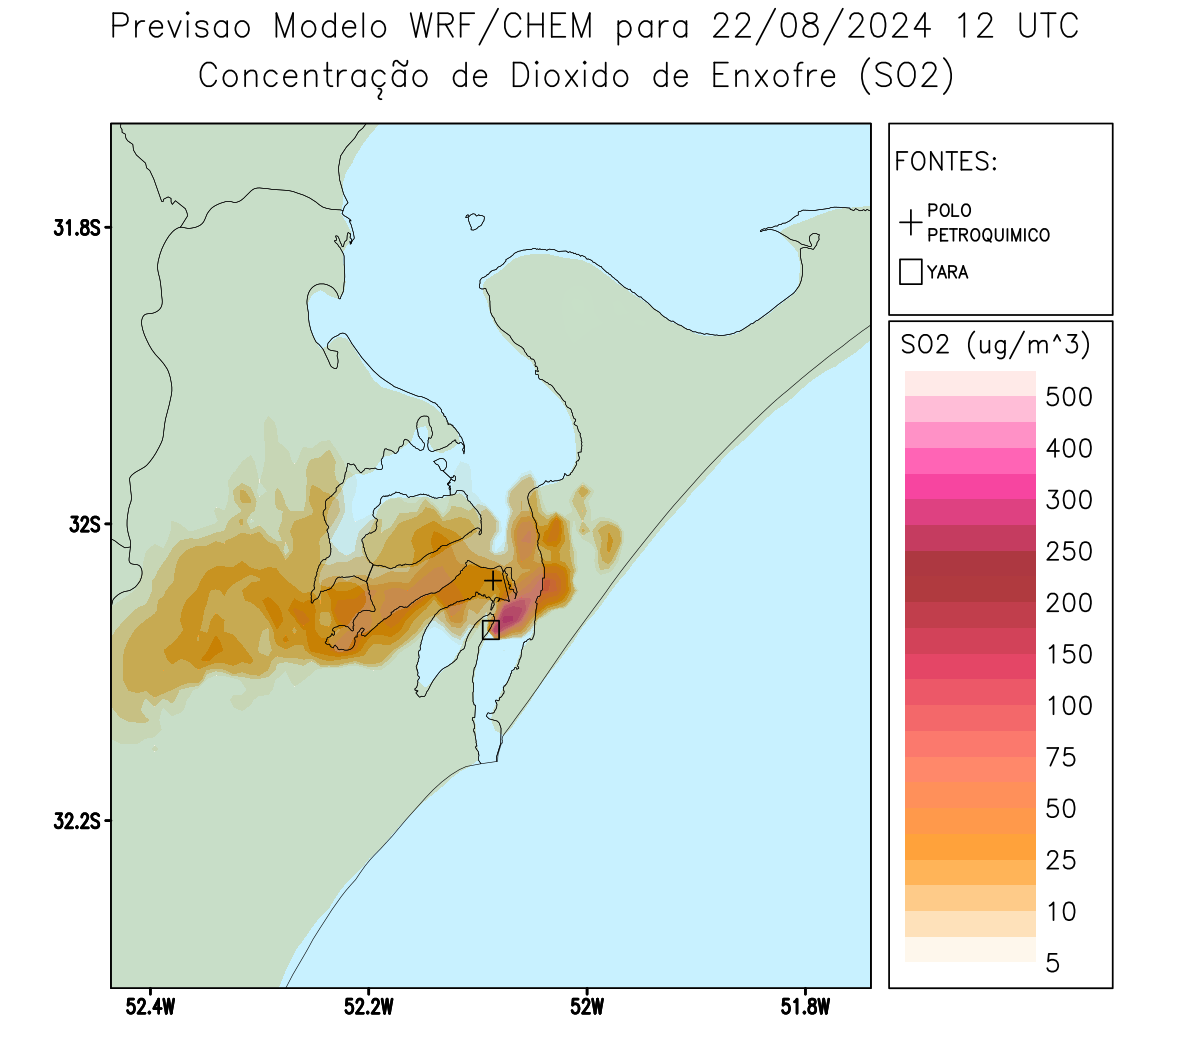 Previsao Modelo WRF/CHEM para 22/08/2024 12 UTC
Concentração de Dioxido de Enxofre (SO2)
FONTES:
POLO
PETROQUIMICO
YARA
SO2 (ug/m^3)
500
400
300
250
200
150
100
75
50
25
10
5
31.8S
32S
32.2S
52.4W
52.2W
52W
51.8W